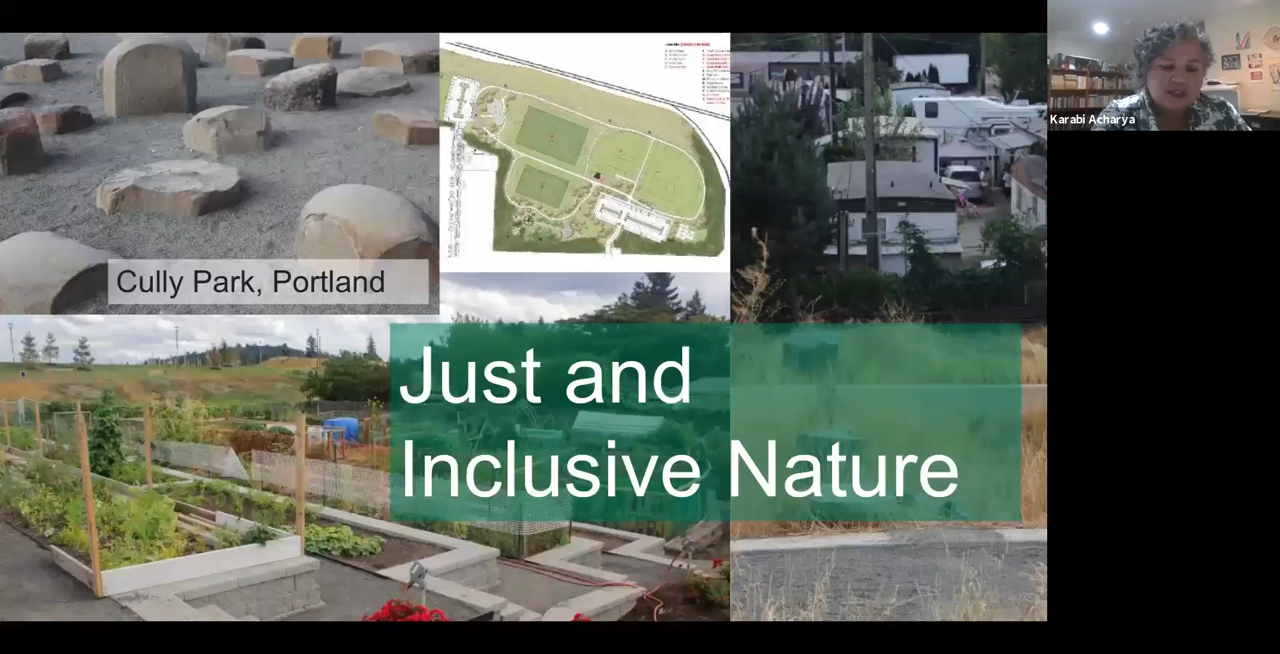 Karabi Acharya
Cully Park, Portland
Just and
Inclusive Nature